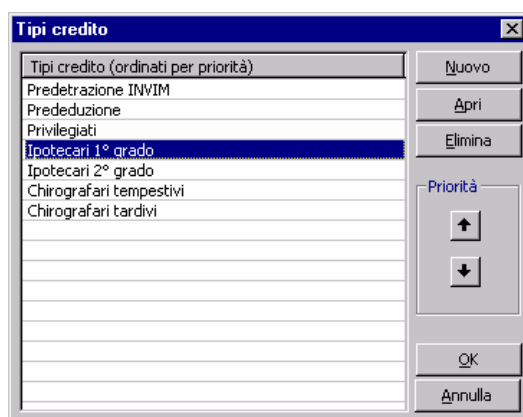 Tipi credito
Tipi credito (ordinati per priorità)
Predetrazione INVIM
Prededuzione
Privilegiati
Ipotecari 1° grado
Ipotecari 2° grado
Chirografari tempestivi
Chirografari tardivi
Nuovo
Apri
Elimina
Priorità
OK
Annulla